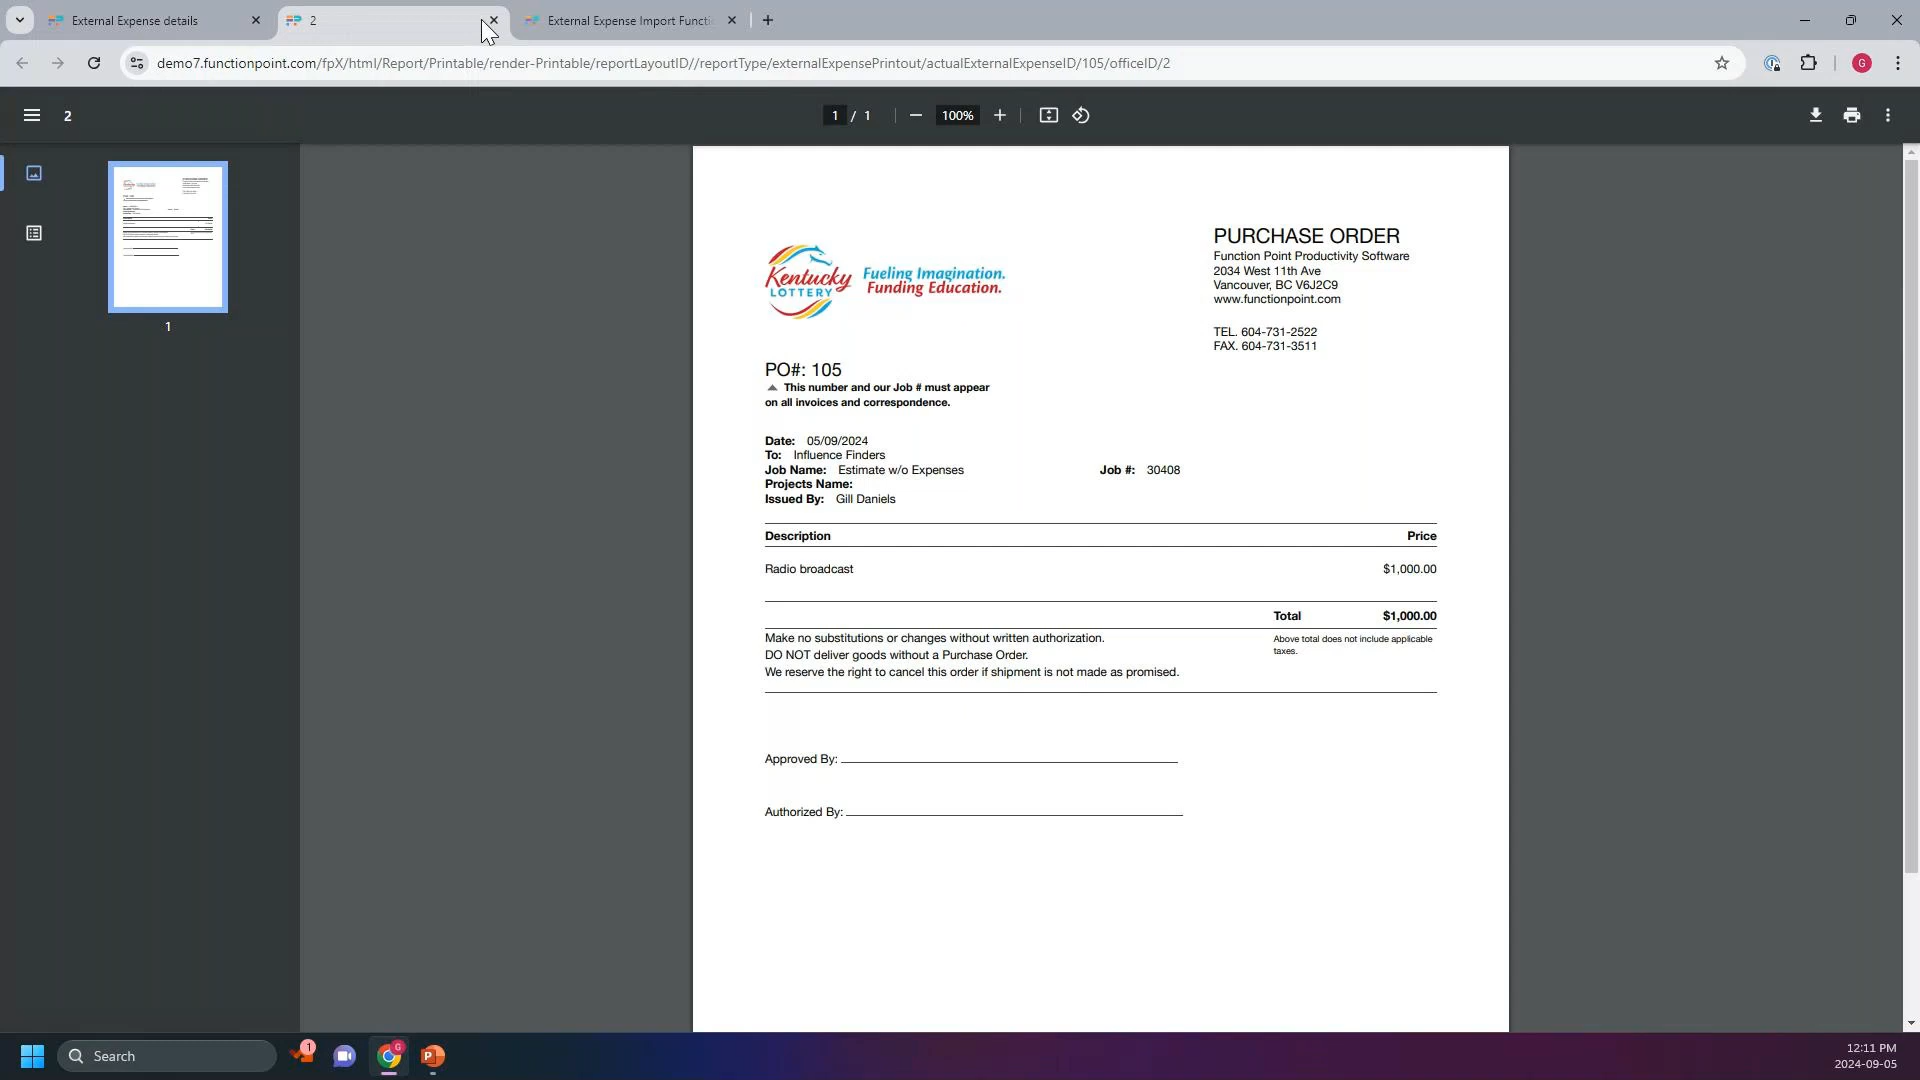 External Expense details
2
External Expense Import Functi
demo7.functionpoint.com/fpX/html/Report/Printable/render-Printable/reportLayoutID//reportType/externalExpensePrintout/actualExternalExpenseID/105/officeID/2
G
2
1 / 1
100%
1
Kentucky
LOTTERY
Fueling Imagination.
Funding Education.
PURCHASE ORDER
Function Point Productivity Software
2034 West 11th Ave
Vancouver, BC V6J2C9
www.functionpoint.com
TEL. 604-731-2522
FAX. 604-731-3511
PO#: 105
This number and our Job # must appear
on all invoices and correspondence.
Date: 05/09/2024
To: Influence Finders
Job Name: Estimate w/o Expenses Job #: 30408
Projects Name:
Issued By: Gill Daniels
Description Price
Radio broadcast $1,000.00
Total $1,000.00
Make no substitutions or changes without written authorization.
DO NOT deliver goods without a Purchase Order.
We reserve the right to cancel this order if shipment is not made as promised.
Above total does not include applicable
taxes.
Approved By:
Authorized By:
Search
1
G
P
12:11 PM
2024-09-05